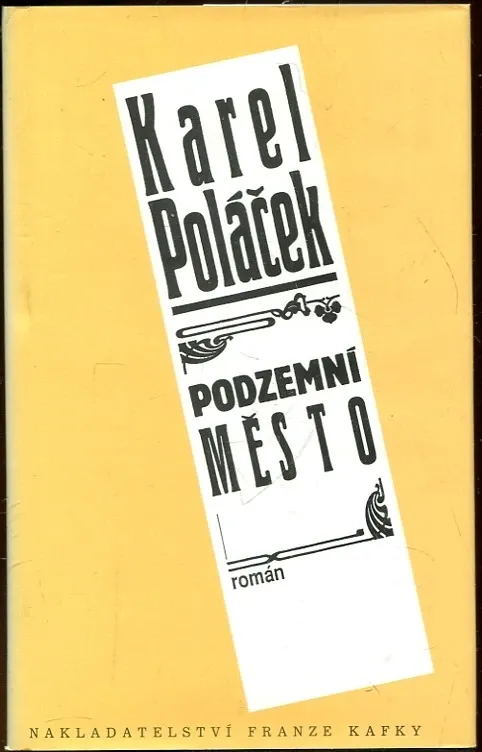 Karel
Poláček
PODZEMNÍ
MĚSTO
román
NAKLADATELSTVÍ FRANZE KAFKY